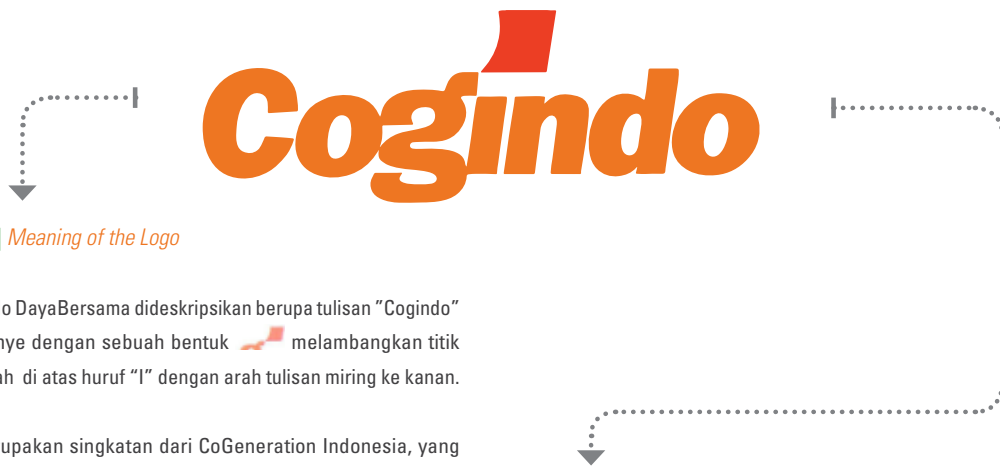 Cogindo
Meaning of the Logo
o DayaBersama dideskripsikan berupa tulisan ”Cogindo”
nye dengan sebuah bentuk melambangkan titik
ah di atas huruf “I” dengan arah tulisan miring ke kanan.
upakan singkatan dari CoGeneration Indonesia, yang